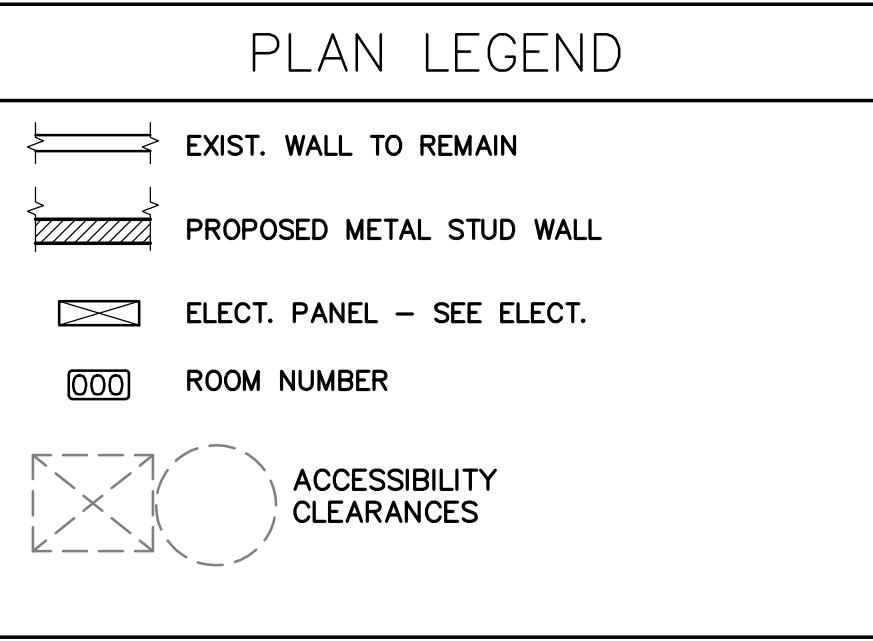 PLAN LEGEND
EXIST. WALL TO REMAIN
PROPOSED METAL STUD WALL
ELECT. PANEL – SEE ELECT.
000 ROOM NUMBER
ACCESSIBILITY
CLEARANCES